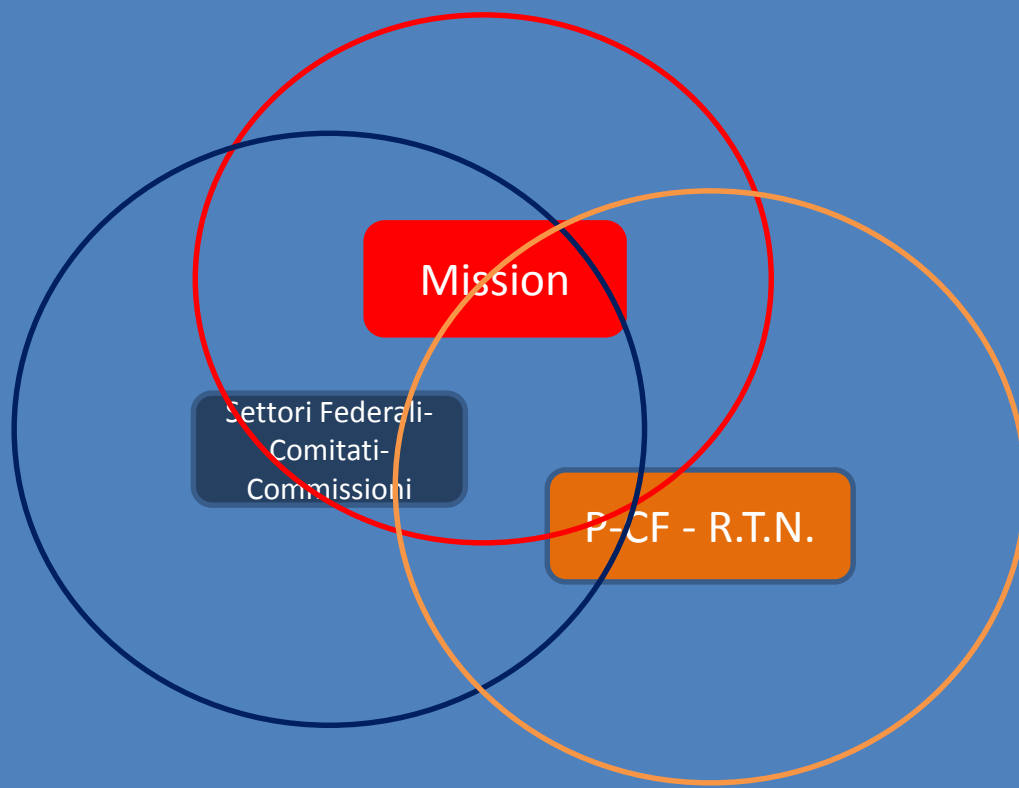 Mission
Settori Federali-
Comitati-
Commissioni
P-CF - R.T.N.